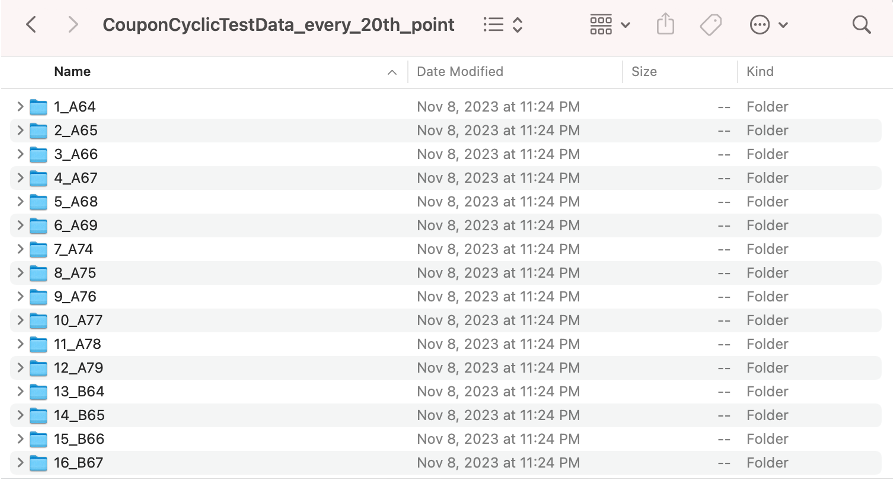 CouponCyclicTestData_every_20th_point
Name Date Modified Size Kind
1_A64 Nov 8, 2023 at 11:24 PM -- Folder
2_A65 Nov 8, 2023 at 11:24 PM -- Folder
3_A66 Nov 8, 2023 at 11:24 PM -- Folder
4_A67 Nov 8, 2023 at 11:24 PM -- Folder
5_A68 Nov 8, 2023 at 11:24 PM -- Folder
6_A69 Nov 8, 2023 at 11:24 PM -- Folder
7_A74 Nov 8, 2023 at 11:24 PM -- Folder
8_A75 Nov 8, 2023 at 11:24 PM -- Folder
9_A76 Nov 8, 2023 at 11:24 PM -- Folder
10_A77 Nov 8, 2023 at 11:24 PM -- Folder
11_A78 Nov 8, 2023 at 11:24 PM -- Folder
12_A79 Nov 8, 2023 at 11:24 PM -- Folder
13_B64 Nov 8, 2023 at 11:24 PM -- Folder
14_B65 Nov 8, 2023 at 11:24 PM -- Folder
15_B66 Nov 8, 2023 at 11:24 PM -- Folder
16_B67 Nov 8, 2023 at 11:24 PM -- Folder